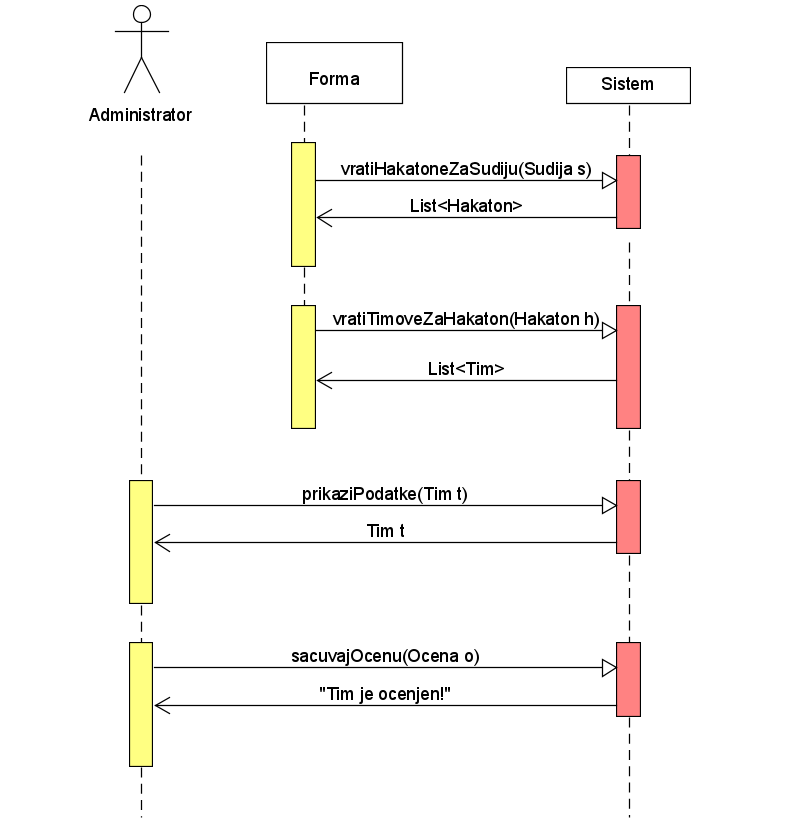 Forma
Sistem
Administrator
vratiHakatoneZaSudiju(Sudija s)
List<Hakaton>
vratiTimoveZaHakaton(Hakaton h)
List<Tim>
prikaziPodatke(Tim t)
Tim t
sacuvajOcenu(Ocena o)
"Tim je ocenjen!"